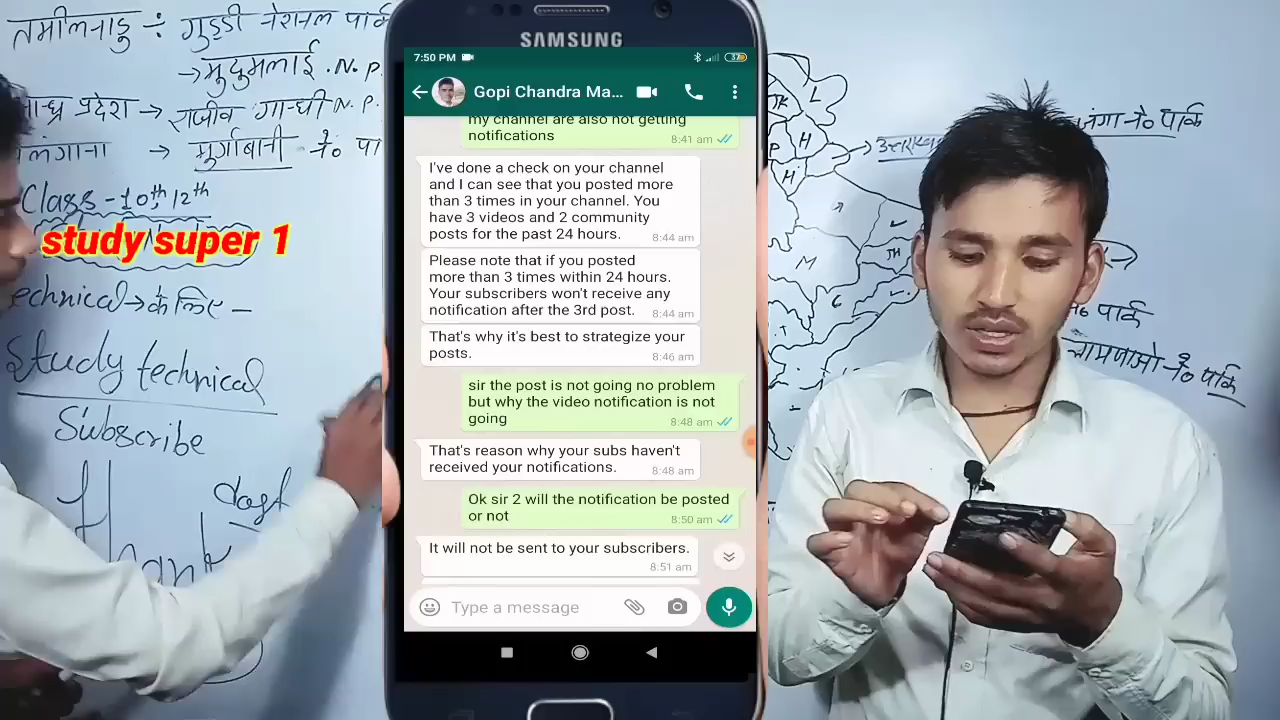 तमीलनाडु ÷ गुइडी नेशनल पार्क
→ मुदुमलाई .N.P.
आन्ध्र प्रदेश → राजीव गान्धी N.P.
→ मुर्गाबानी नै० पा
Class - 10th 12th
study super 1
technical → के लिए -
Study technical
Subscribe
dost
SAMSUNG
7:50 PM
37
Gopi Chandra Ma...
my channel are also not getting
notifications
8:41 am
I've done a check on your channel
and I can see that you posted more
than 3 times in your channel. You
have 3 videos and 2 community
posts for the past 24 hours.
8:44 am
Please note that if you posted
more than 3 times within 24 hours.
Your subscribers won't receive any
notification after the 3rd post.
8:44 am
That's why it's best to strategize your
posts.
8:46 am
sir the post is not going no problem
but why the video notification is not
going
8:48 am
That's reason why your subs haven't
received your notifications.
8:48 am
Ok sir 2 will the notification be posted
or not
8:50 am
It will not be sent to your subscribers.
8:51 am
Type a message
JK
L
P
H
H
M
C
नै० पार्क
पार्क
नै० पार्क